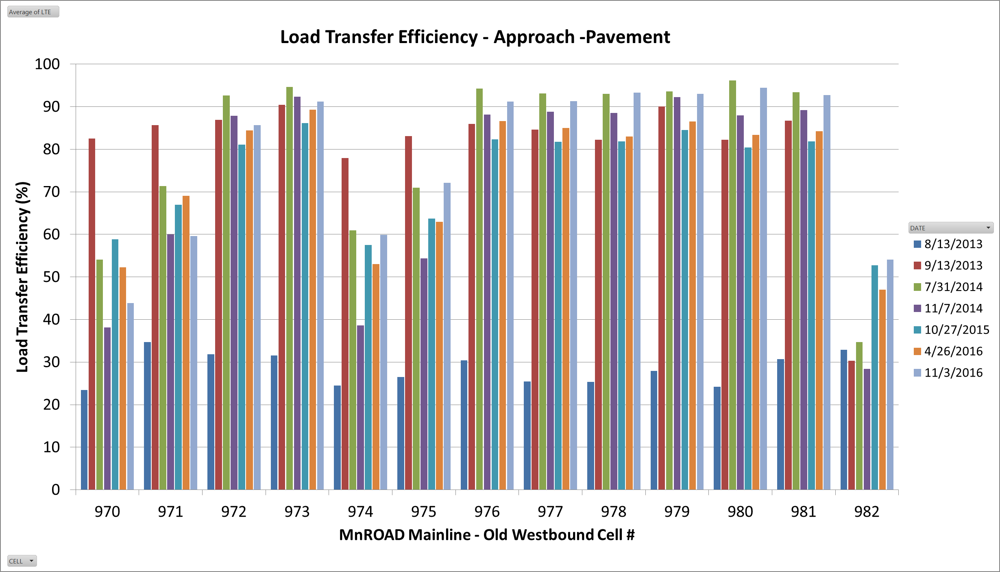 Average of LTE
Load Transfer Efficiency - Approach -Pavement
Load Transfer Efficiency (%)
100
90
80
70
60
50
40
30
20
10
0
970 971 972 973 974 975 976 977 978 979 980 981 982
MnROAD Mainline - Old Westbound Cell #
DATE
8/13/2013
9/13/2013
7/31/2014
11/7/2014
10/27/2015
4/26/2016
11/3/2016
CELL